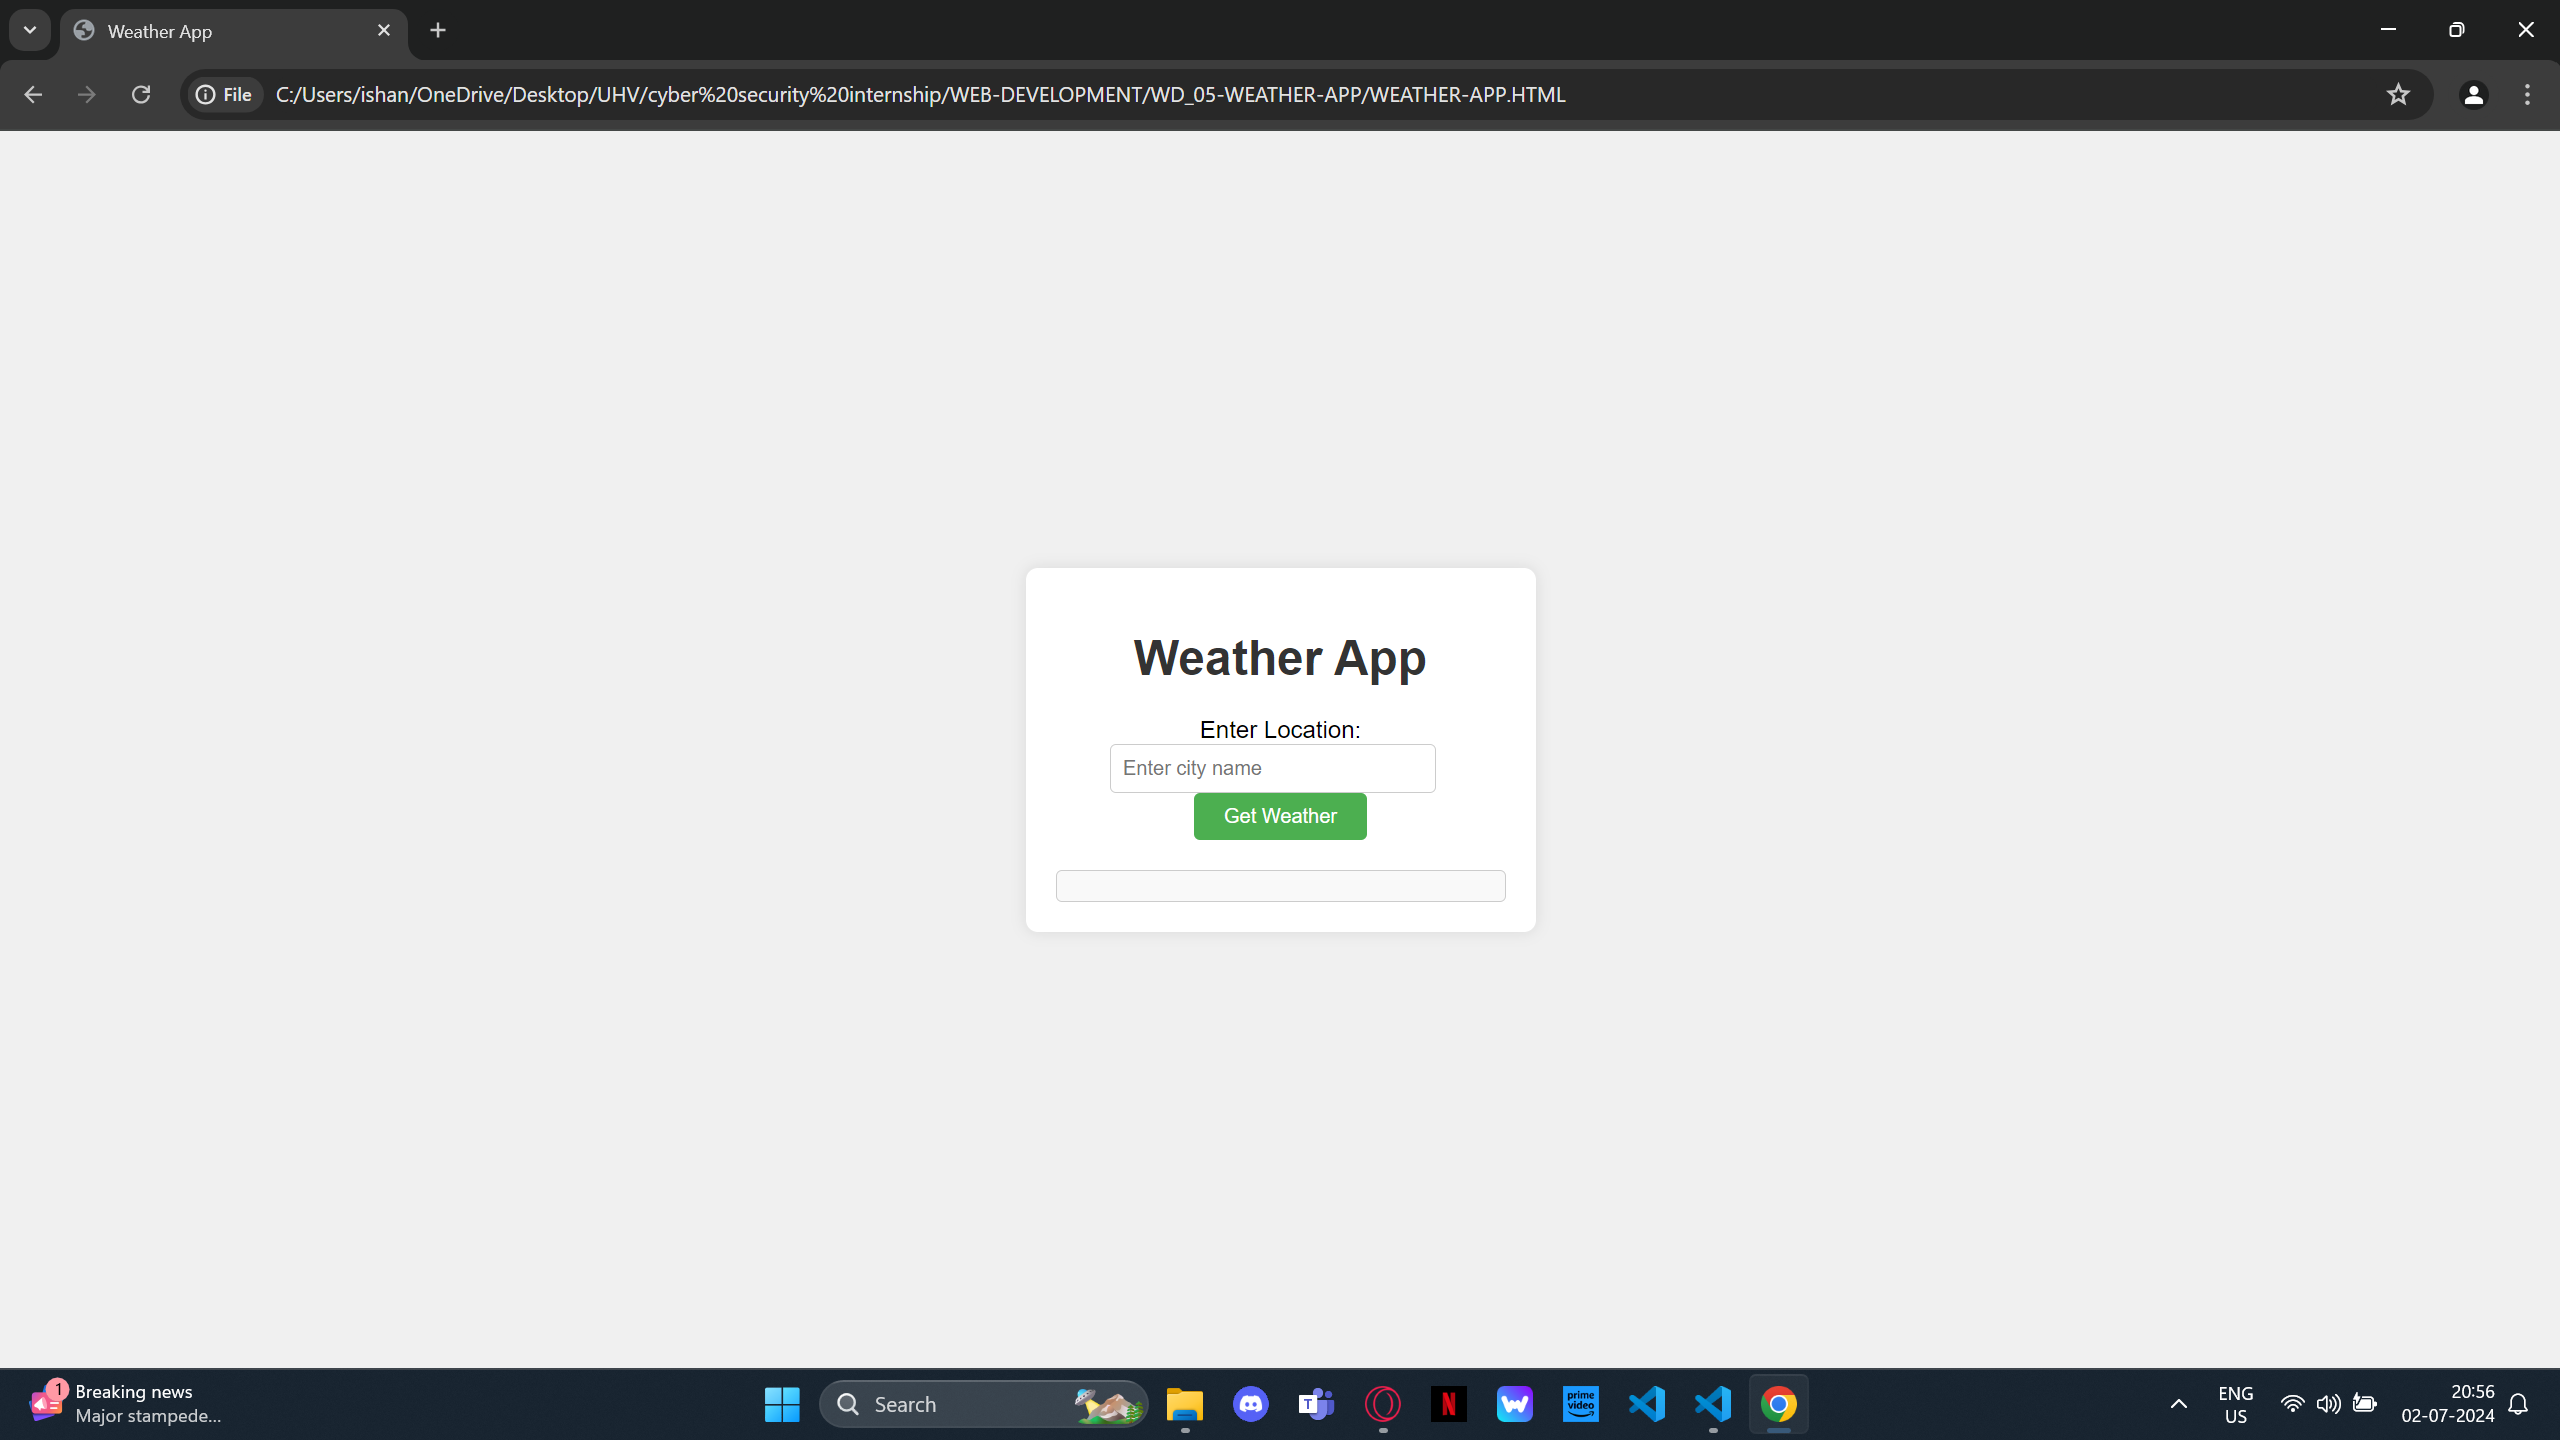 Weather App
File
C:/Users/ishan/OneDrive/Desktop/UHV/cyber%20security%20internship/WEB-DEVELOPMENT/WD_05-WEATHER-APP/WEATHER-APP.HTML
Weather App
Enter Location:
Enter city name
Get Weather
1
Breaking news
Major stampede...
Search
T
N
W
prime video
ENG
US
20:56
02-07-2024